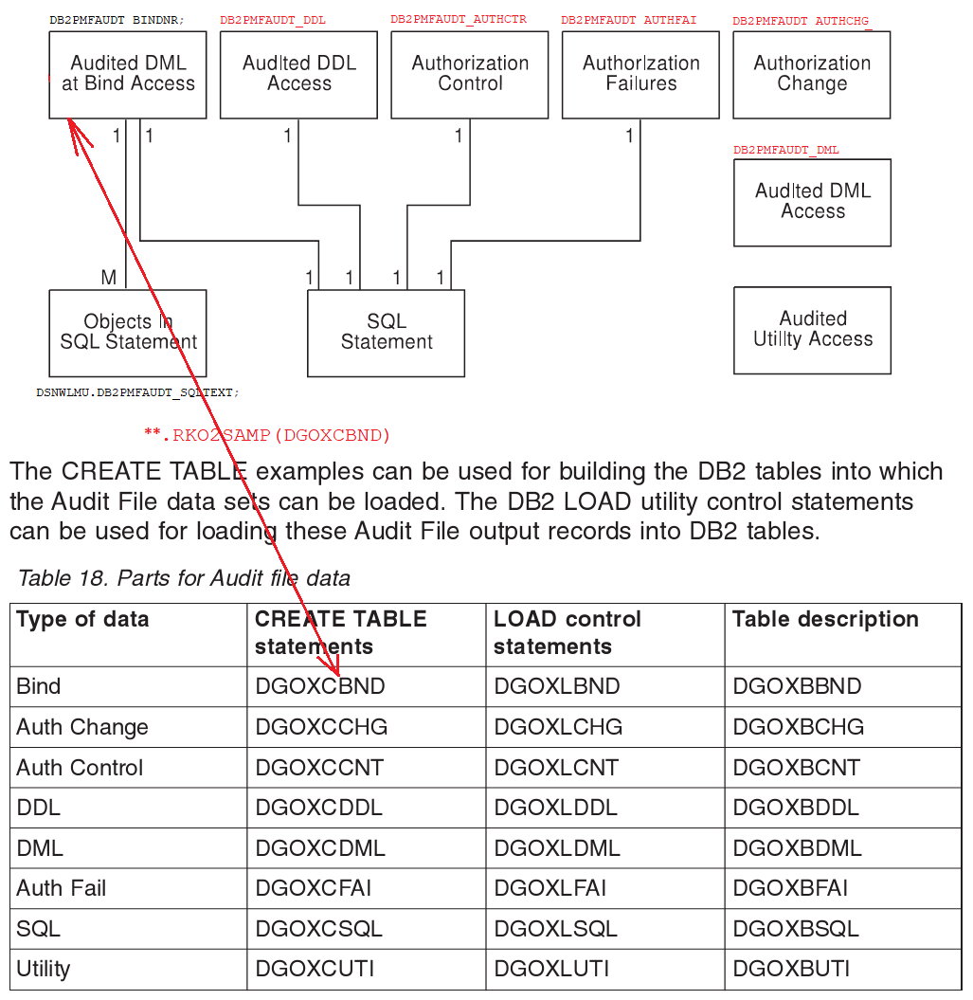 DB2PMFAUDT BINDNR; DB2PMFAUDT_DDL DB2PMFAUDT_AUTHCTR DB2PMFAUDT AUTHFAI DB2PMFAUDT AUTHCHG_
Audited DML
at Bind Access
Audited DDL
Access
Authorization
Control
Authorization
Failures
Authorization
Change
1 1 1 1 1
DB2PMFAUDT_DML
Audited DML
Access
M 1 1 1 1
Objects In
SQL Statement
SQL
Statement
Audited
Utility Access
DSNWLMU.DB2PMFAUDT_SQLTEXT;
**.RKO2SAMP(DGOXCBND)
The CREATE TABLE examples can be used for building the DB2 tables into which
the Audit File data sets can be loaded. The DB2 LOAD utility control statements
can be used for loading these Audit File output records into DB2 tables.
Table 18. Parts for Audit file data
Type of data CREATE TABLE statements LOAD control statements Table description
Bind DGOXCBND DGOXLBND DGOXBBND
Auth Change DGOXCCHG DGOXLCHG DGOXBCHG
Auth Control DGOXCCNT DGOXLCNT DGOXBCNT
DDL DGOXCDDL DGOXLDDL DGOXBDDL
DML DGOXCDML DGOXLDML DGOXBDML
Auth Fail DGOXCFAI DGOXLFAI DGOXBFAI
SQL DGOXCSQL DGOXLSQL DGOXBSQL
Utility DGOXCUTI DGOXLUTI DGOXBUTI